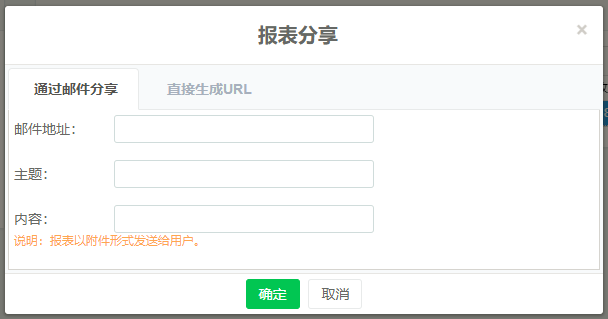 报表分享
×
通过邮件分享 直接生成URL
邮件地址：
主题：
内容：
说明：报表以附件形式发送给用户。
确定 取消